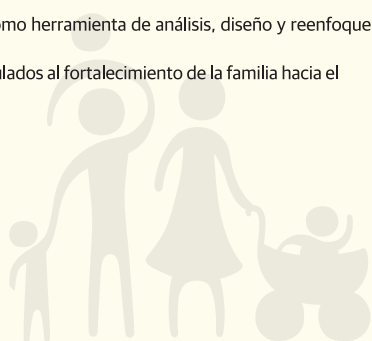 omo herramienta de análisis, diseño y reenfoque
lados al fortalecimiento de la familia hacia el